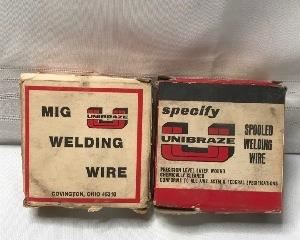 MIG
UNIBRAZE
WELDING
WIRE
COVINGTON, OHIO 45318
specify
UNIBRAZE
SPOOLED
WELDING
WIRE
PRECISION LEVEL LAYER WOUND
CHEMICALLY CLEANED
CONFORMS TO ALL AWS, ASTM & FEDERAL SPECIFICATIONS